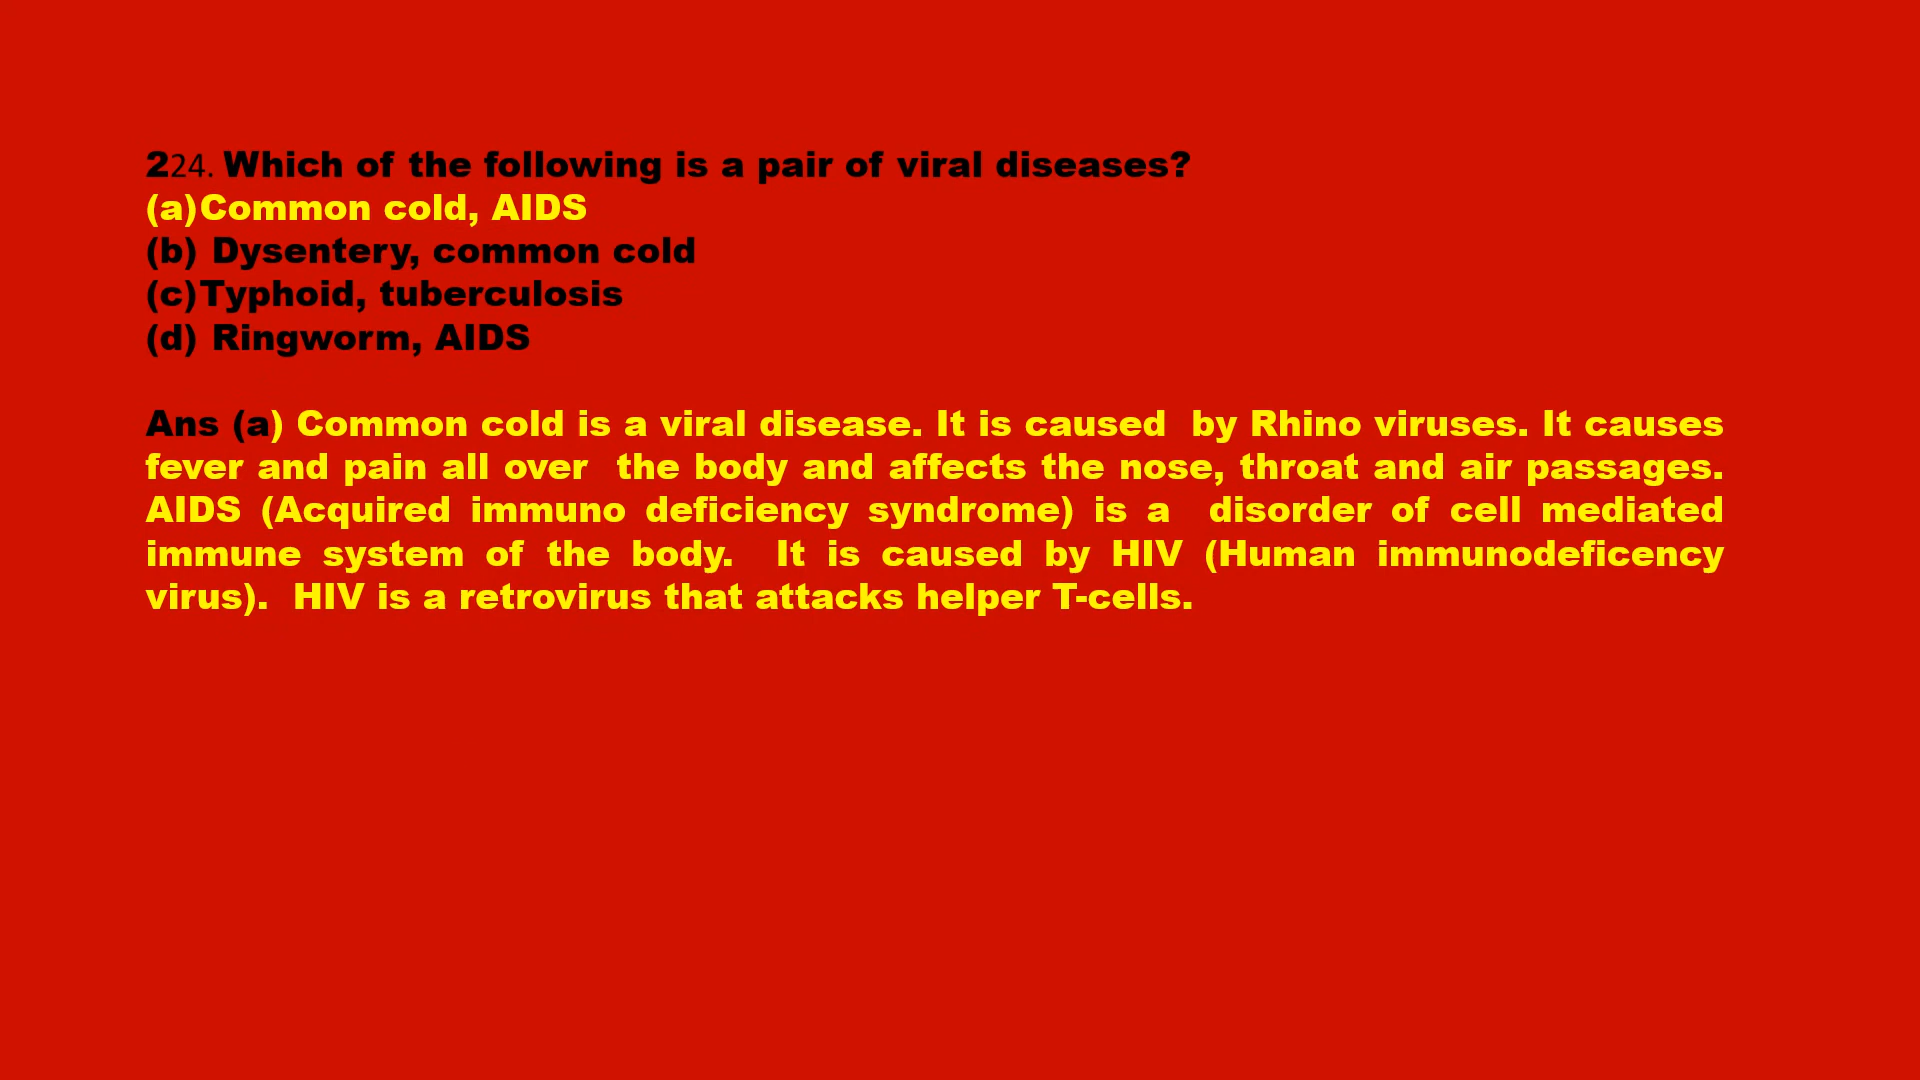 224. Which of the following is a pair of viral diseases?
(a)Common cold, AIDS
(b) Dysentery, common cold
(c)Typhoid, tuberculosis
(d) Ringworm, AIDS
Ans (a) Common cold is a viral disease. It is caused by Rhino viruses. It causes
fever and pain all over the body and affects the nose, throat and air passages.
AIDS (Acquired immuno deficiency syndrome) is a disorder of cell mediated
immune system of the body. It is caused by HIV (Human immunodeficency
virus). HIV is a retrovirus that attacks helper T-cells.